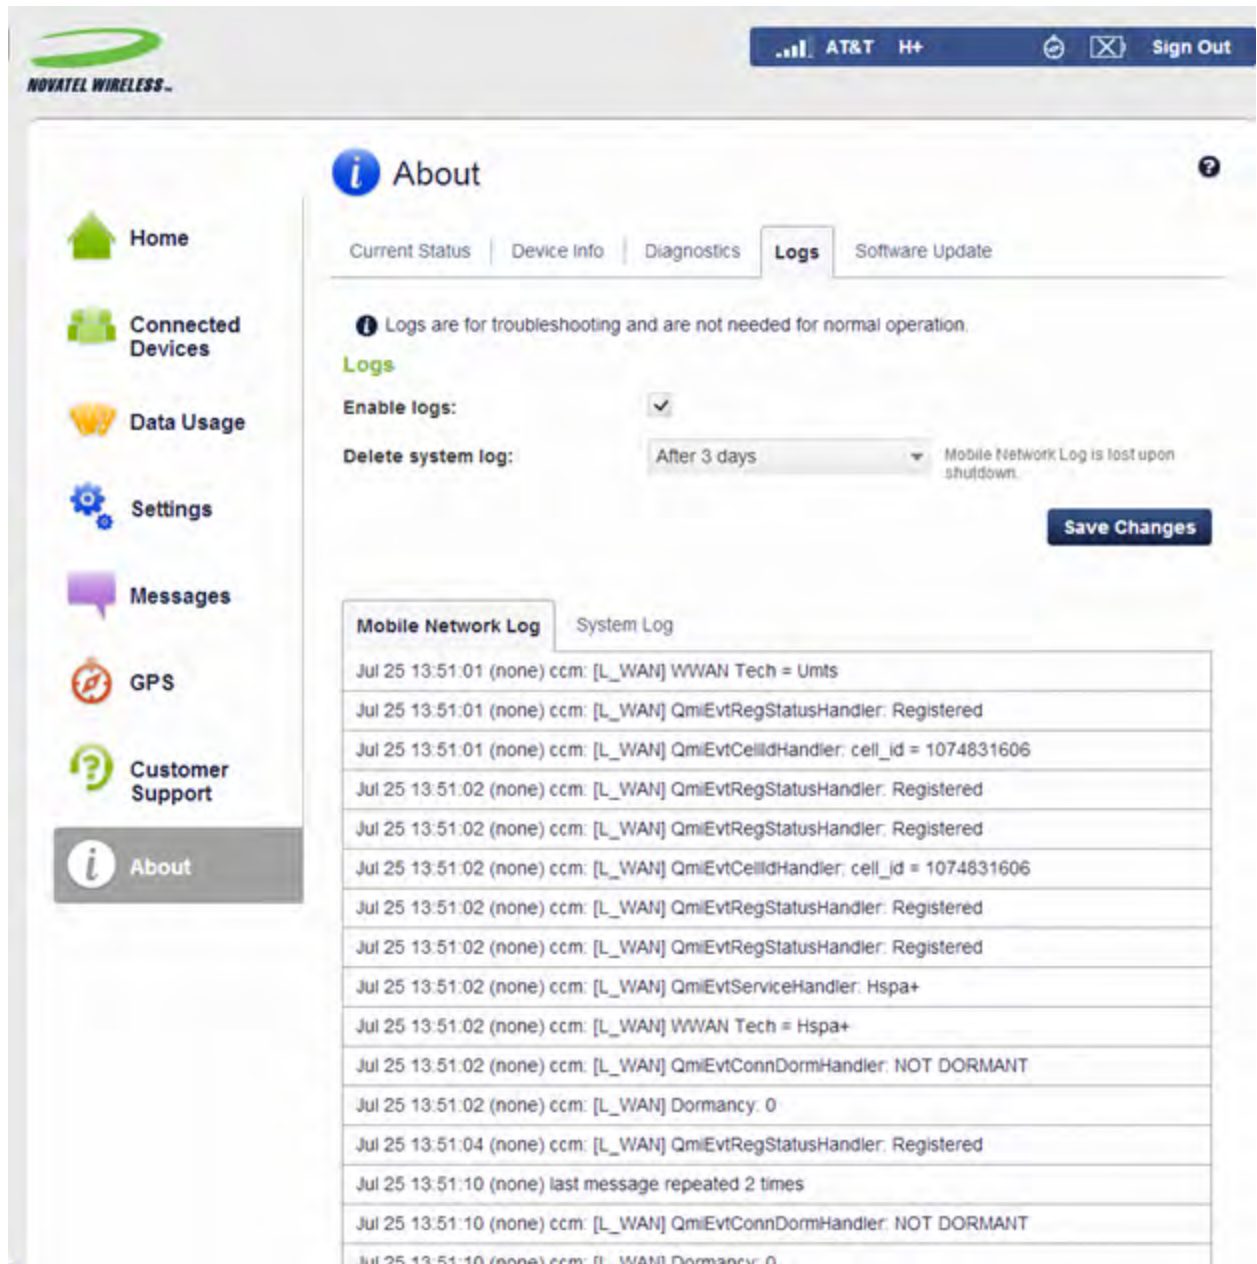 NOVATEL WIRELESS™
AT&T H+ Sign Out
About
Home
Connected
Devices
Data Usage
Settings
Messages
GPS
Customer
Support
About
Current Status Device Info Diagnostics Logs Software Update
Logs are for troubleshooting and are not needed for normal operation.
Logs
Enable logs:
Delete system log: After 3 days Mobile Network Log is lost upon
shutdown.
Save Changes
Mobile Network Log System Log
Jul 25 13:51:01 (none) ccm: [L_WAN] WWAN Tech = Umts
Jul 25 13:51:01 (none) ccm: [L_WAN] QmiEvtRegStatusHandler: Registered
Jul 25 13:51:01 (none) ccm: [L_WAN] QmiEvtCellIdHandler: cell_id = 1074831606
Jul 25 13:51:02 (none) ccm: [L_WAN] QmiEvtRegStatusHandler: Registered
Jul 25 13:51:02 (none) ccm: [L_WAN] QmiEvtRegStatusHandler: Registered
Jul 25 13:51:02 (none) ccm: [L_WAN] QmiEvtCellIdHandler: cell_id = 1074831606
Jul 25 13:51:02 (none) ccm: [L_WAN] QmiEvtRegStatusHandler: Registered
Jul 25 13:51:02 (none) ccm: [L_WAN] QmiEvtRegStatusHandler: Registered
Jul 25 13:51:02 (none) ccm: [L_WAN] QmiEvtServiceHandler: Hspa+
Jul 25 13:51:02 (none) ccm: [L_WAN] WWAN Tech = Hspa+
Jul 25 13:51:02 (none) ccm: [L_WAN] QmiEvtConnDormHandler: NOT DORMANT
Jul 25 13:51:02 (none) ccm: [L_WAN] Dormancy: 0
Jul 25 13:51:04 (none) ccm: [L_WAN] QmiEvtRegStatusHandler: Registered
Jul 25 13:51:10 (none) last message repeated 2 times
Jul 25 13:51:10 (none) ccm: [L_WAN] QmiEvtConnDormHandler: NOT DORMANT
Jul 25 13:51:10 (none) ccm: [L_WAN] Dormancy: 0